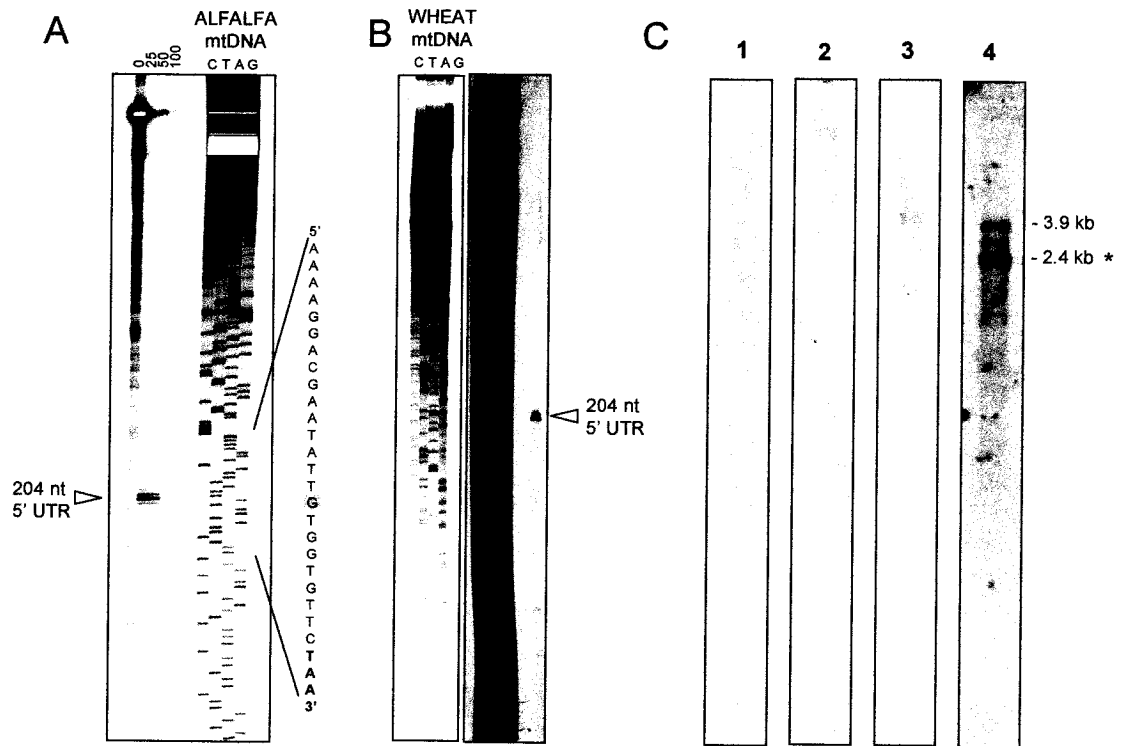 A
B
C
ALFALFA
mtDNA
C T A G
0 25 50 100
WHEAT
mtDNA
C T A G
1
2
3
4
5' A A A A G G A C G A A T A T T G T G G T G T T C T A A 3'
204 nt
5' UTR
204 nt
5' UTR
- 3.9 kb
- 2.4 kb *